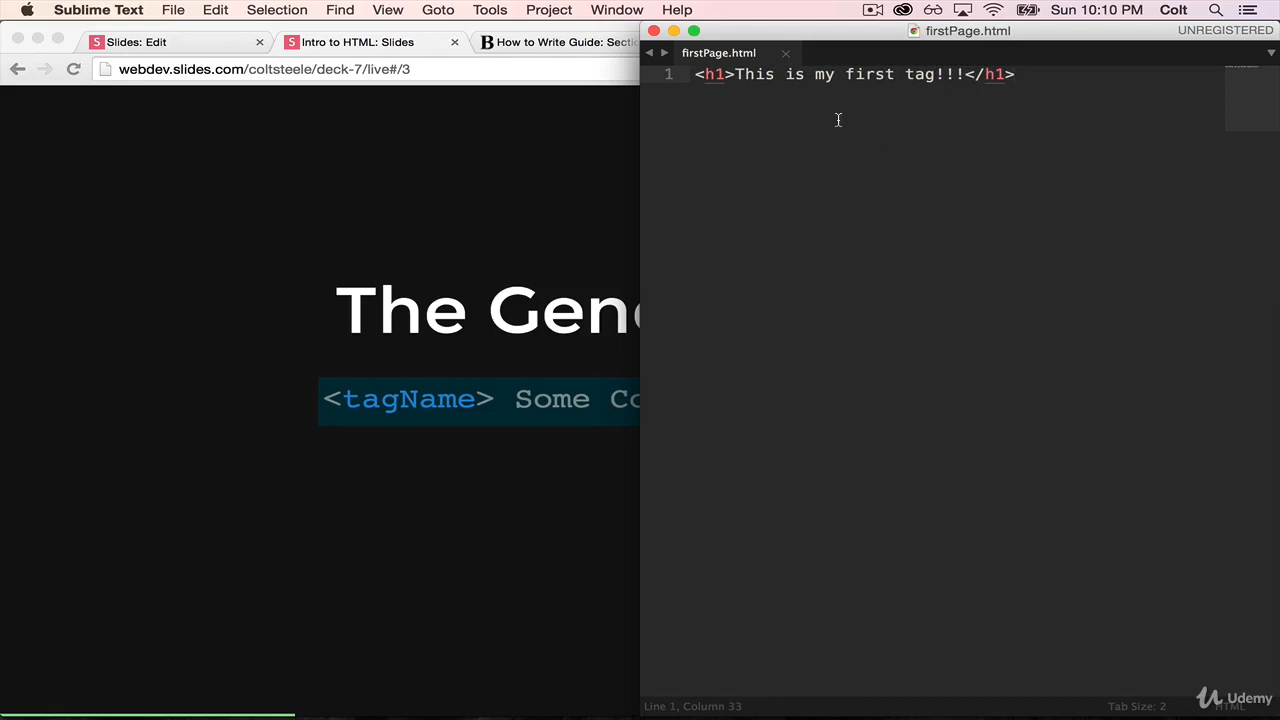 Sublime Text File Edit Selection Find View Goto Tools Project Window Help Sun 10:10 PM Colt
firstPage.html UNREGISTERED
S Slides: Edit S Intro to HTML: Slides B How to Write Guide: Secti
firstPage.html
webdev.slides.com/coltsteele/deck-7/live#/3
1 <h1>This is my first tag!!!</h1>
The Gen
<tagName> Some Co
Line 1, Column 33 Tab Size: 2 HTML
Udemy